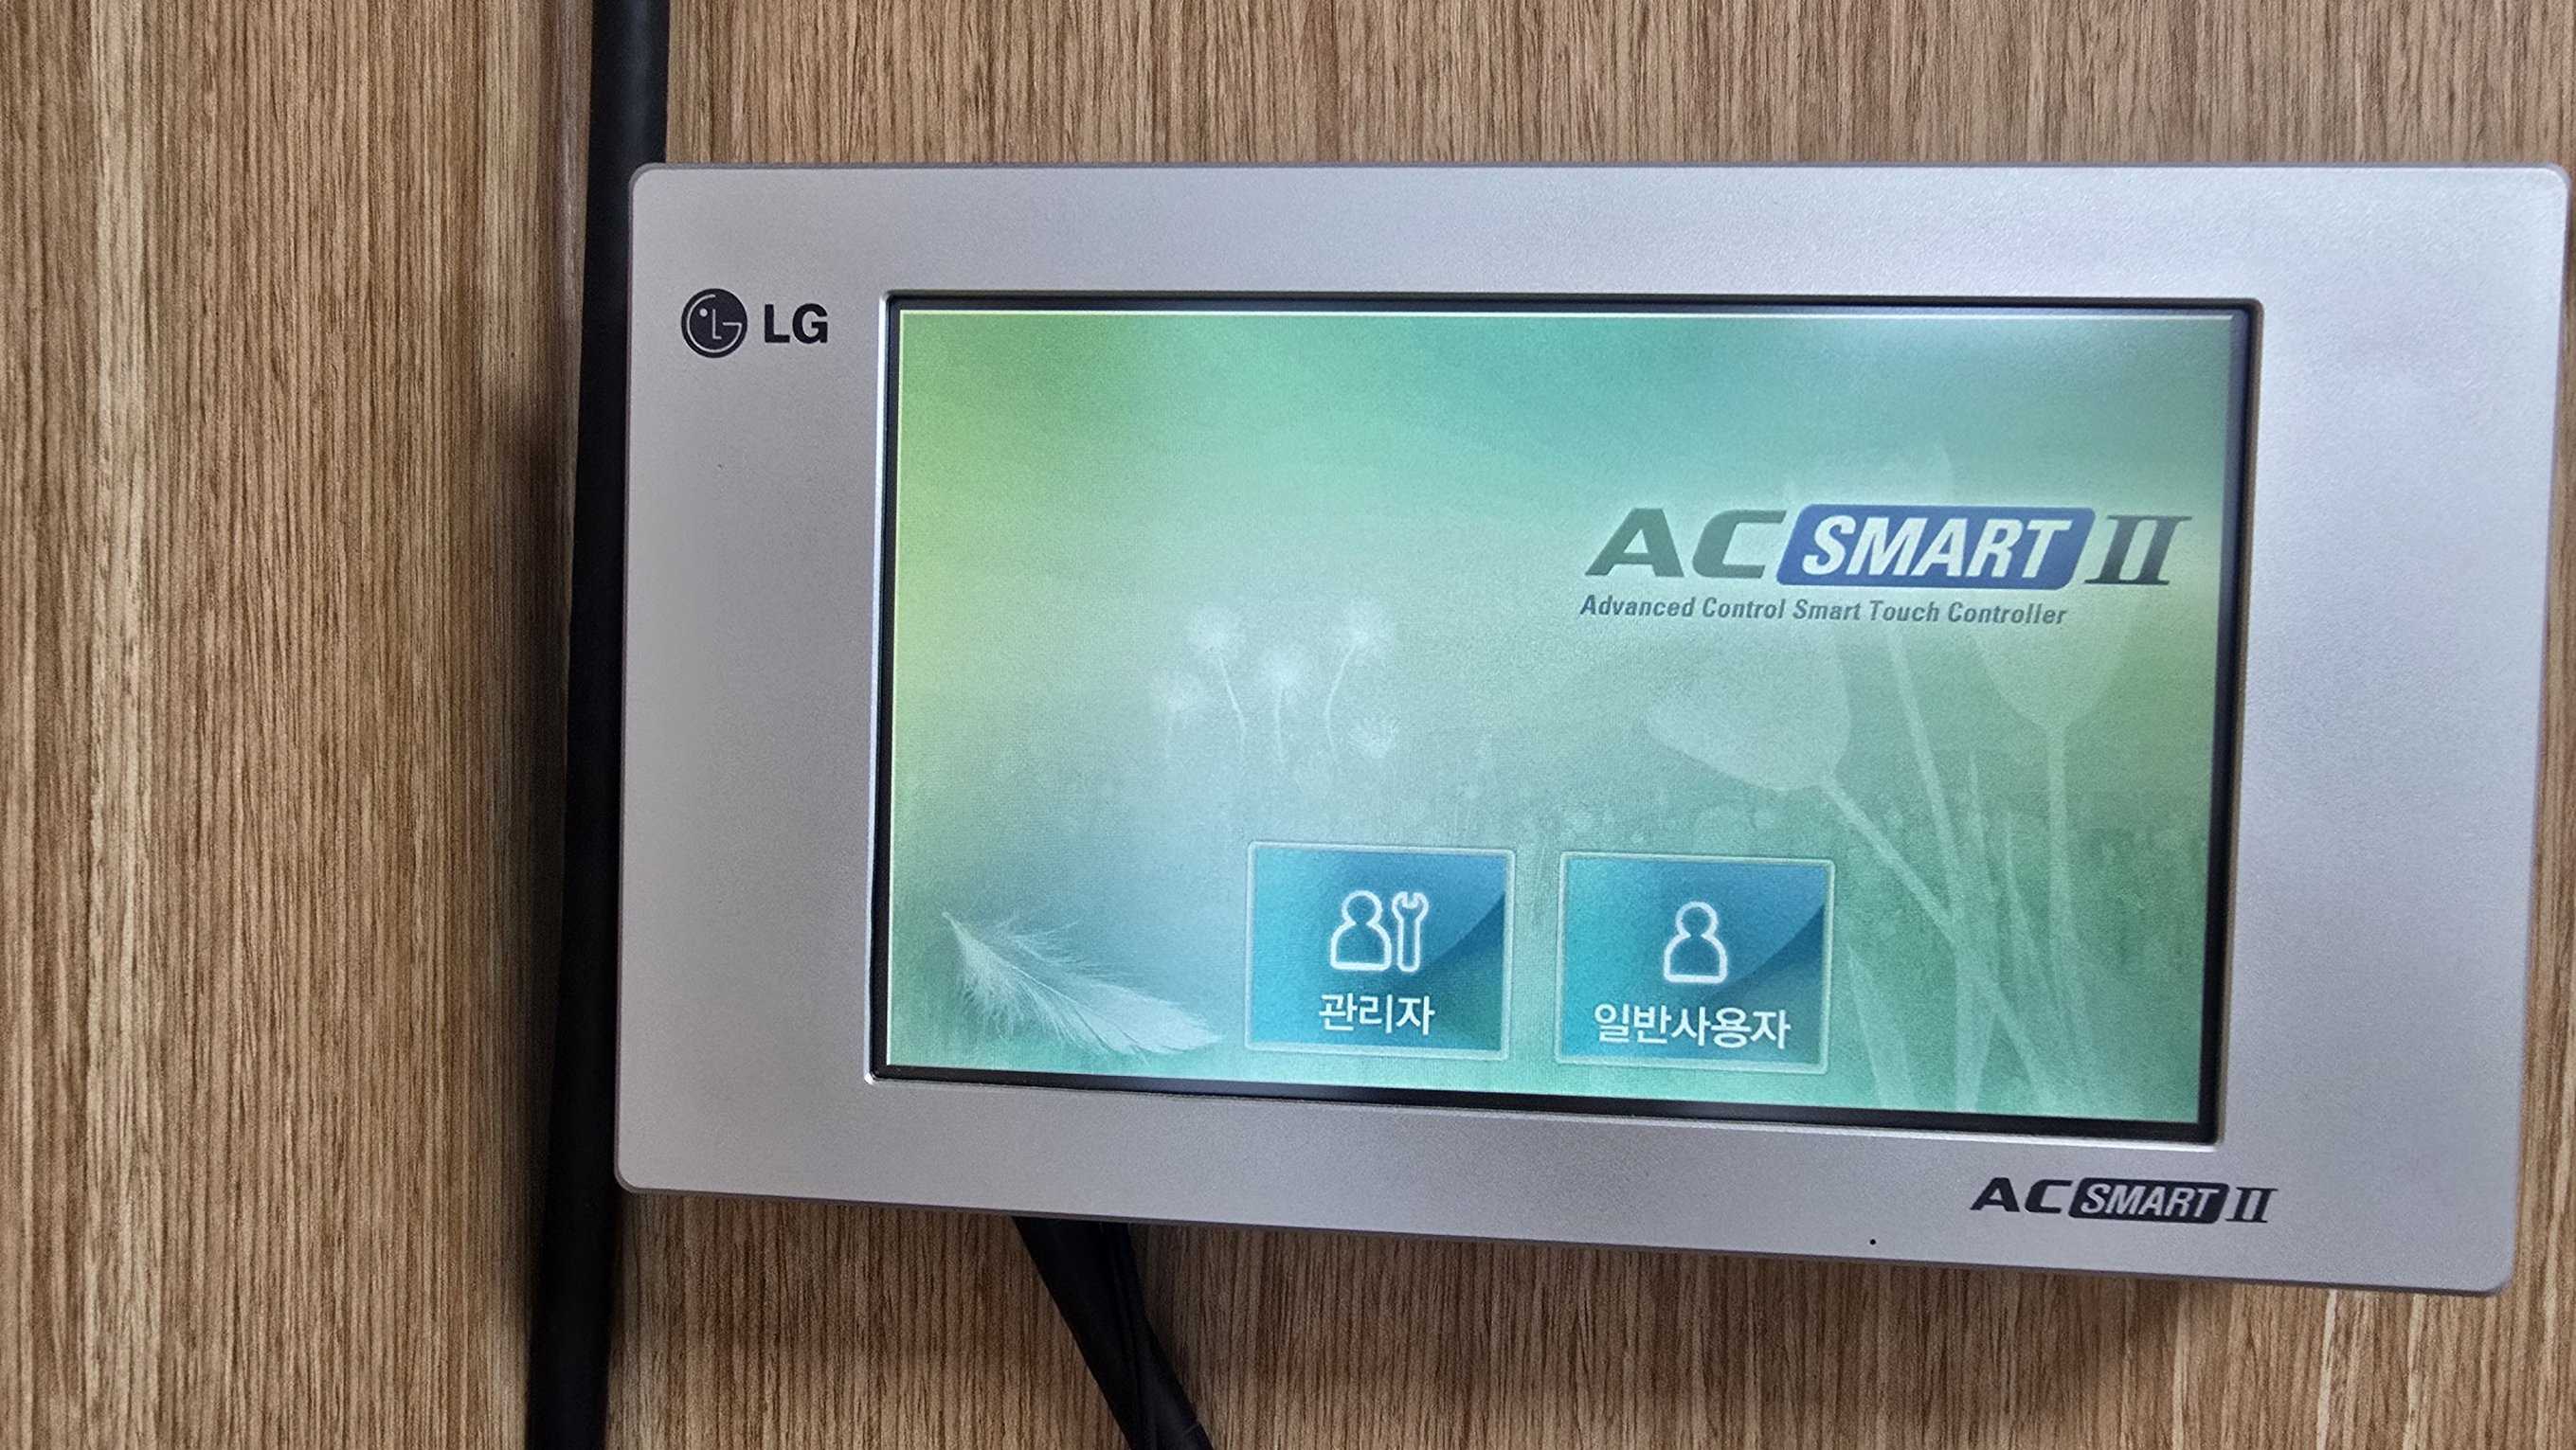 LG
AC SMART II
Advanced Control Smart Touch Controller
관리자
일반사용자
AC SMART II